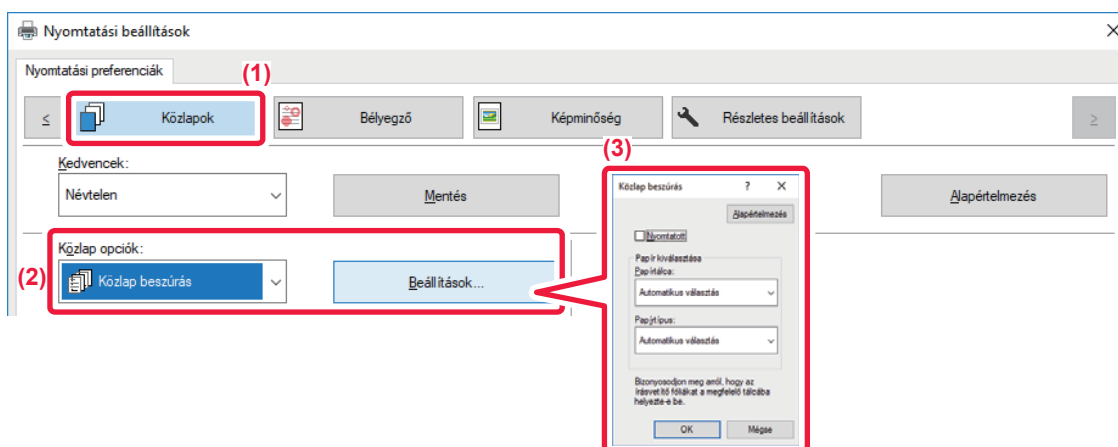 Nyomtatási beállítások
Nyomtatási preferenciák
(1)
< Közlapok Bélyegző Képminőség Részletes beállítások >
(3)
Kedvencek:
Névtelen Mentés Alapértelmezés
Közlap opciók:
(2) Közlap beszúrás Beállítások...
Közlap beszúrás ? X
Alapértelmezés
Nyomtatott
Papír kiválasztása
Papírtálca:
Automatikus választás
Papírtípus:
Automatikus választás
Bizonyosodjon meg arról, hogy az
írásvetítő fóliákat a megfelelő tálcába
helyezte-e be.
OK Mégse